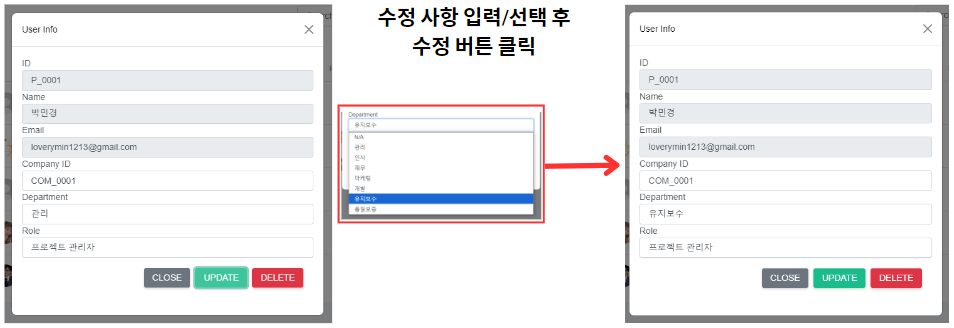 수정 사항 입력/선택 후
수정 버튼 클릭
User Info
ID
P_0001
Name
박민경
Email
loverymin1213@gmail.com
Company ID
COM_0001
Department
관리
Role
프로젝트 관리자
CLOSE
UPDATE
DELETE
Department
유지보수
N/A
관리
인사
재무
마케팅
개발
유지보수
품질보증
User Info
ID
P_0001
Name
박민경
Email
loverymin1213@gmail.com
Company ID
COM_0001
Department
유지보수
Role
프로젝트 관리자
CLOSE
UPDATE
DELETE